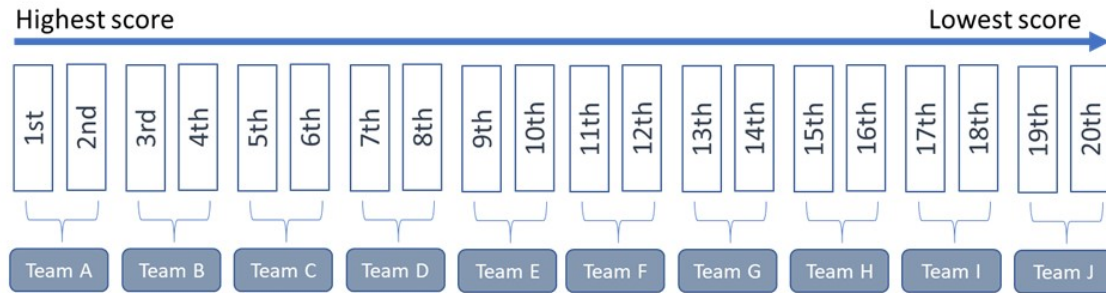 Highest score Lowest score
1st 2nd 3rd 4th 5th 6th 7th 8th 9th 10th 11th 12th 13th 14th 15th 16th 17th 18th 19th 20th
Team A Team B Team C Team D Team E Team F Team G Team H Team I Team J